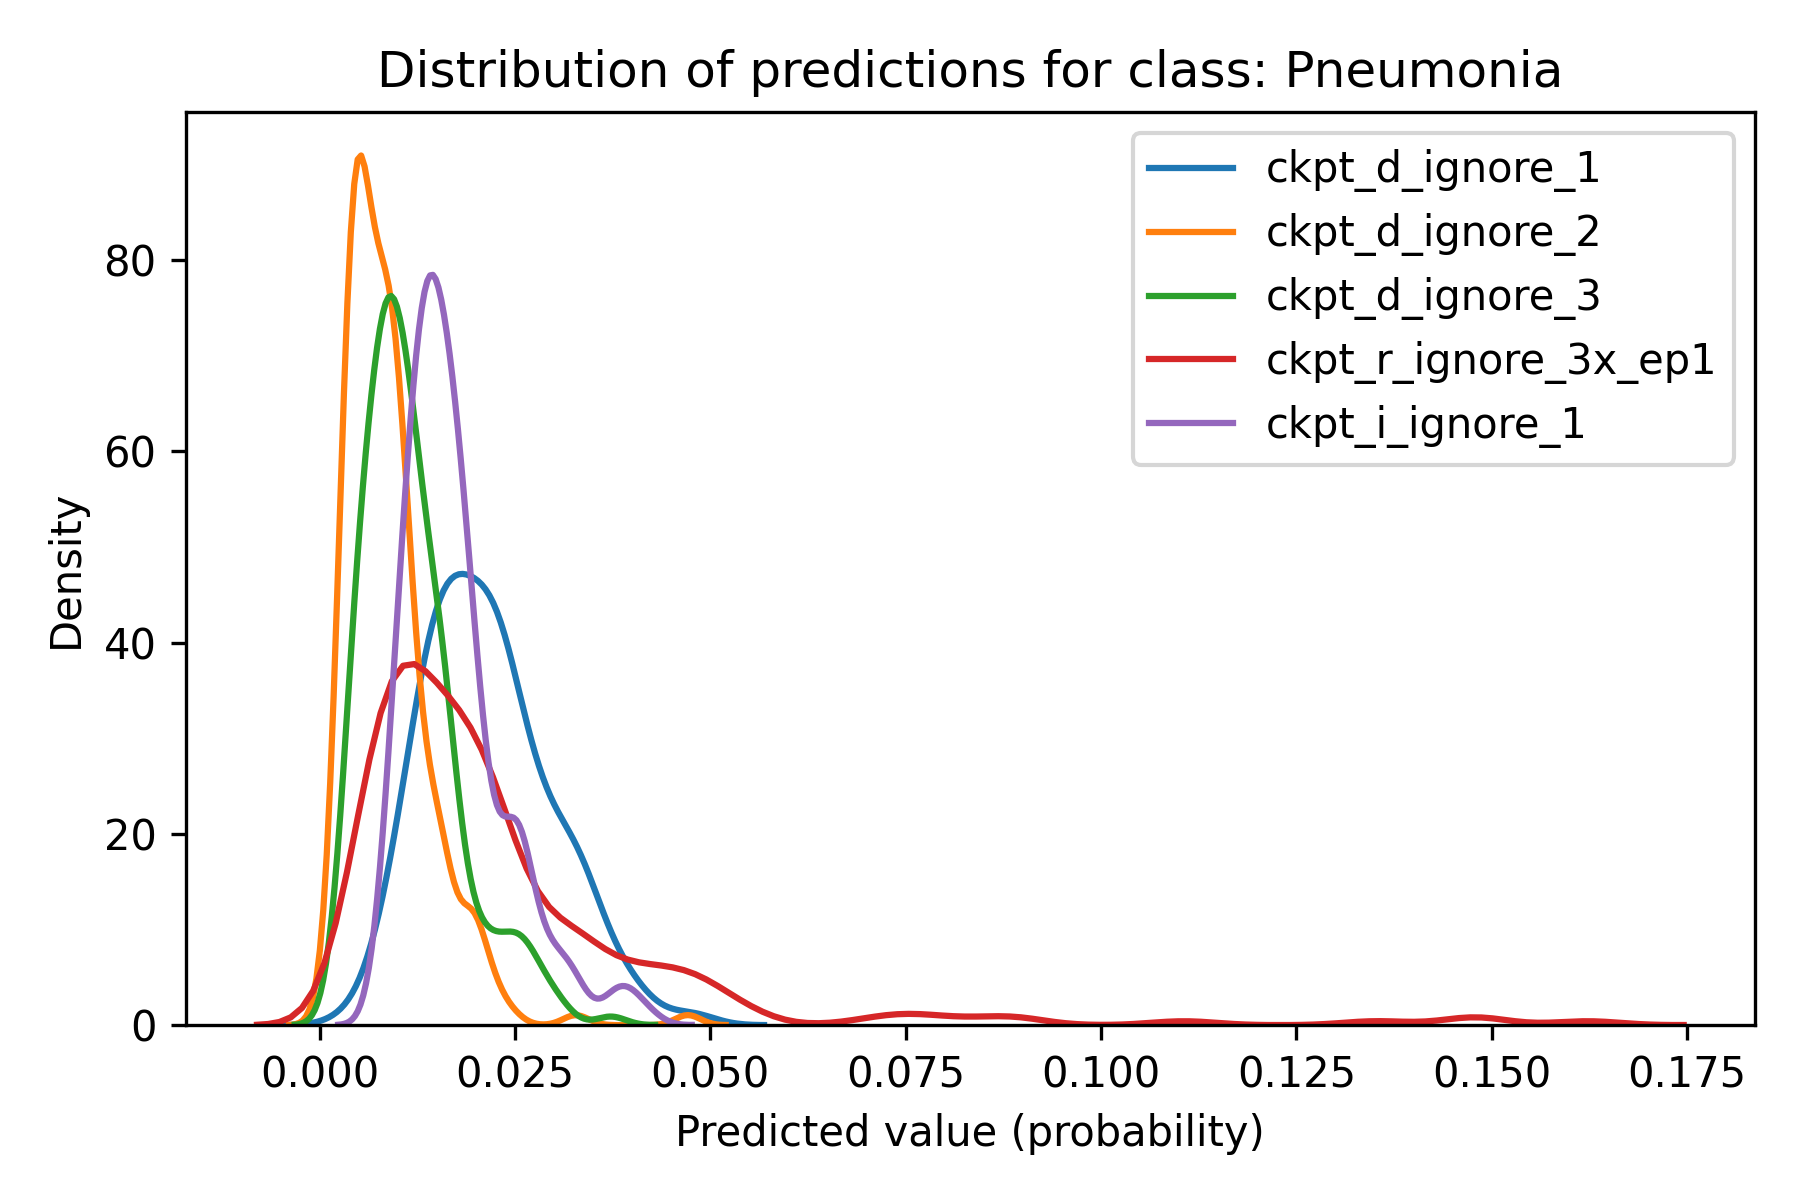 Distribution of predictions for class: Pneumonia
ckpt_d_ignore_1
ckpt_d_ignore_2
ckpt_d_ignore_3
ckpt_r_ignore_3x_ep1
ckpt_i_ignore_1
Density
80
60
40
20
0
0.000 0.025 0.050 0.075 0.100 0.125 0.150 0.175
Predicted value (probability)